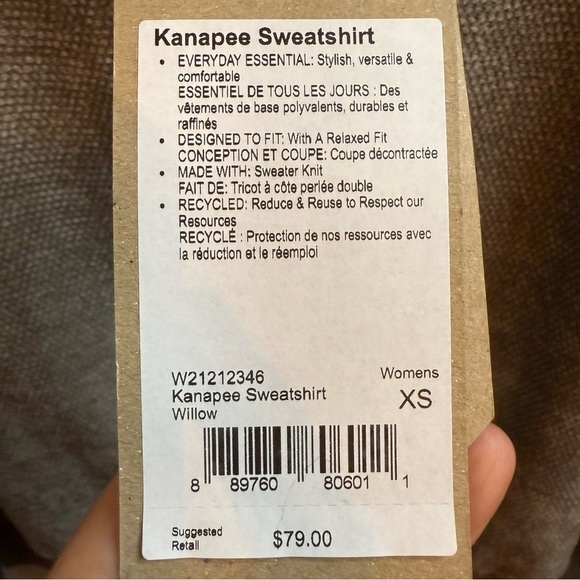 Kanapee Sweatshirt
• EVERYDAY ESSENTIAL: Stylish, versatile &
comfortable
ESSENTIEL DE TOUS LES JOURS : Des
vêtements de base polyvalents, durables et
raffinés
• DESIGNED TO FIT: With A Relaxed Fit
CONCEPTION ET COUPE: Coupe décontractée
• MADE WITH: Sweater Knit
FAIT DE: Tricot à côte perlée double
• RECYCLED: Reduce & Reuse to Respect our
Resources
RECYCLÉ : Protection de nos ressources avec
la réduction et le réemploi
W21212346 Womens
Kanapee Sweatshirt XS
Willow
8 89760 80601 1
Suggested
Retail $79.00